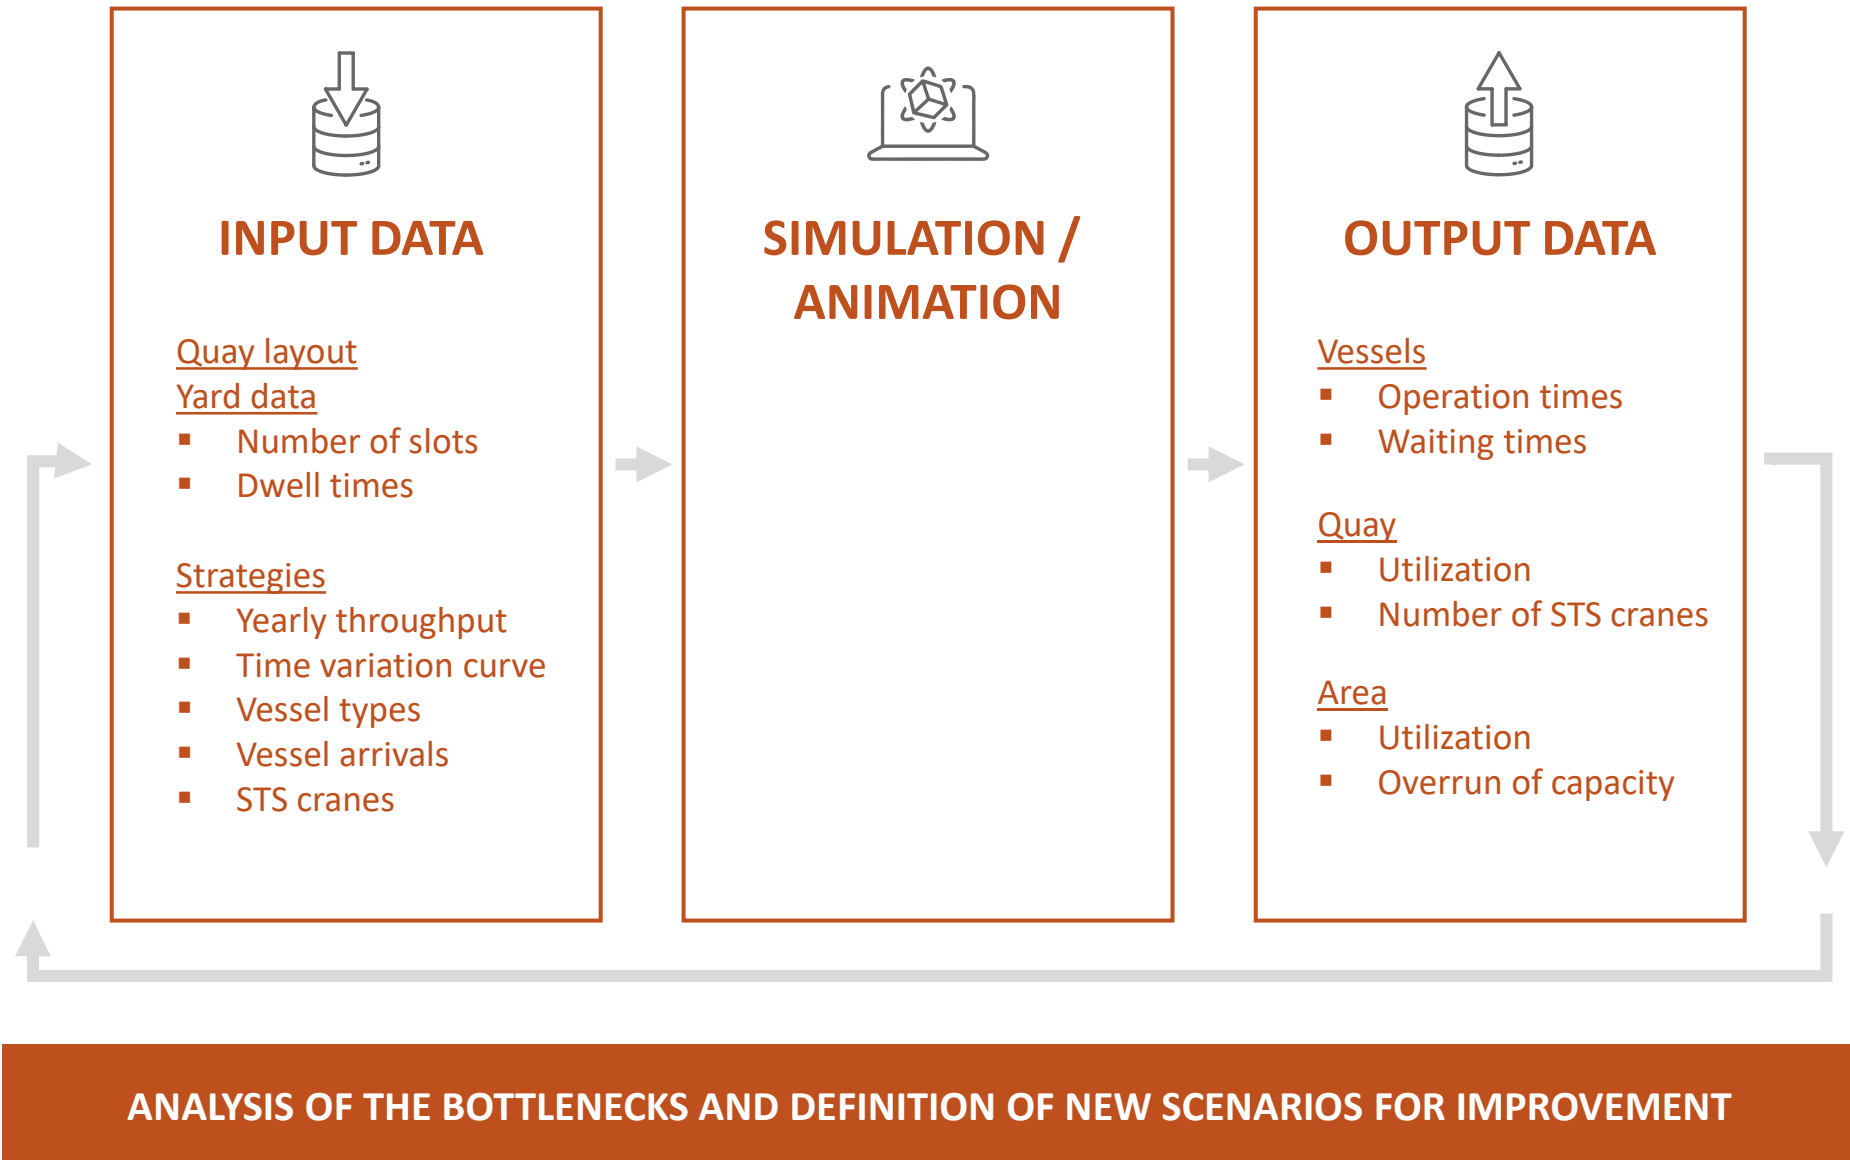 INPUT DATA
Quay layout
Yard data
▪ Number of slots
▪ Dwell times
Strategies
▪ Yearly throughput
▪ Time variation curve
▪ Vessel types
▪ Vessel arrivals
▪ STS cranes
SIMULATION /
ANIMATION
OUTPUT DATA
Vessels
▪ Operation times
▪ Waiting times
Quay
▪ Utilization
▪ Number of STS cranes
Area
▪ Utilization
▪ Overrun of capacity
ANALYSIS OF THE BOTTLENECKS AND DEFINITION OF NEW SCENARIOS FOR IMPROVEMENT